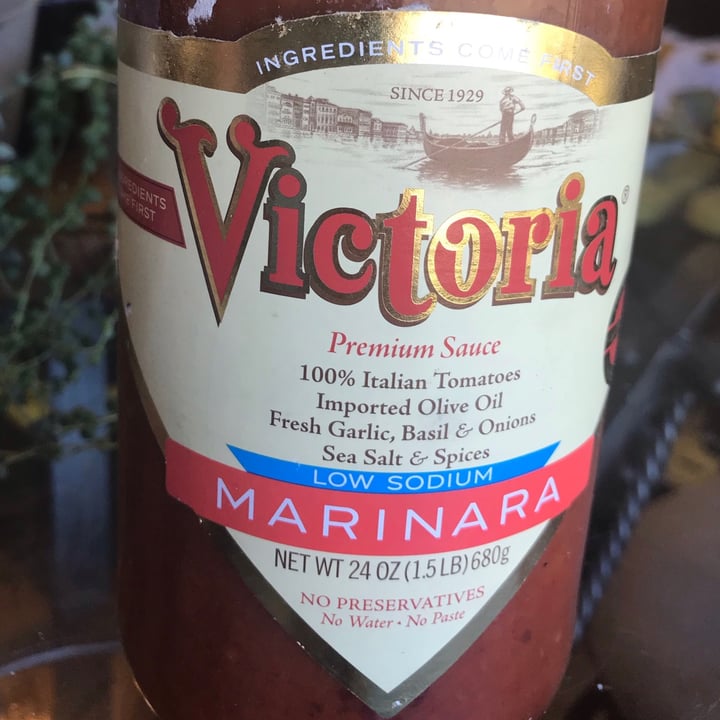 INGREDIENTS COME FIRST
SINCE 1929
Victoria®
INGREDIENTS
FIRST
Premium Sauce
100% Italian Tomatoes
Imported Olive Oil
Fresh Garlic, Basil & Onions
Sea Salt & Spices
LOW SODIUM
MARINARA
NET WT 24 OZ (1.5 LB) 680g
NO PRESERVATIVES
No Water • No Paste